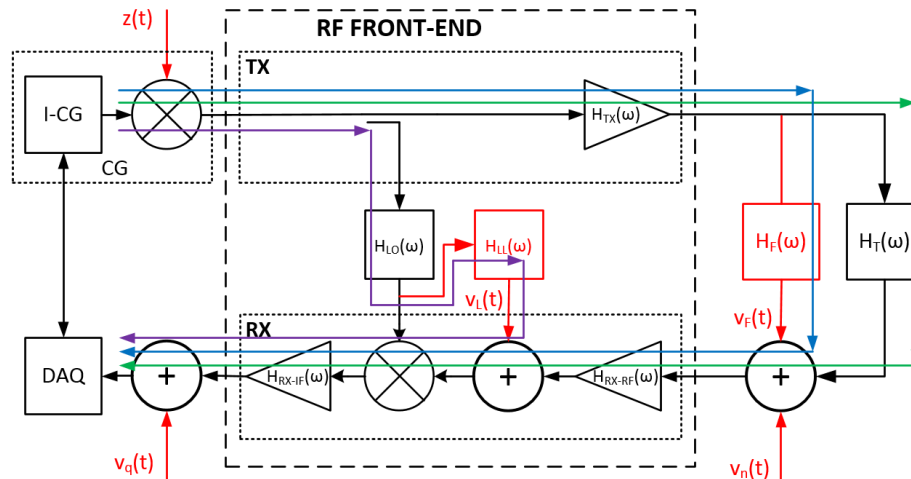 z(t)
RF FRONT-END
TX
I-CG
H_TX(ω)
CG
H_LO(ω)
H_LL(ω)
H_F(ω)
H_T(ω)
v_L(t)
v_F(t)
RX
DAQ
+
H_RX-IF(ω)
+
H_RX-RF(ω)
+
v_q(t)
v_n(t)